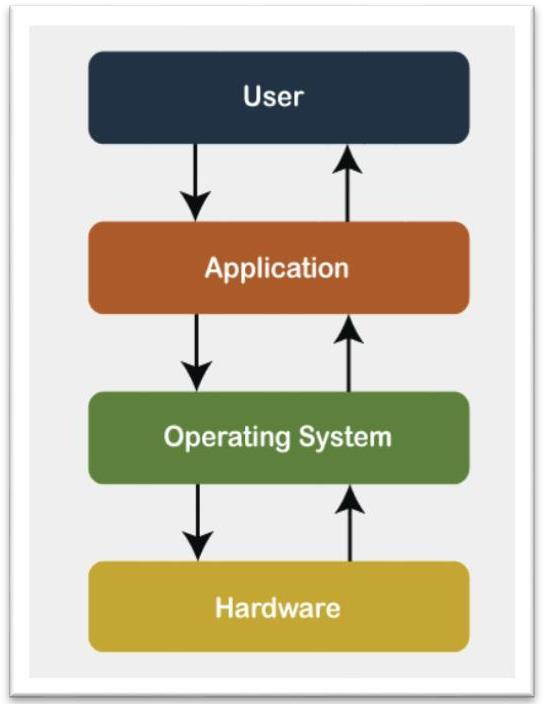 User
Application
Operating System
Hardware